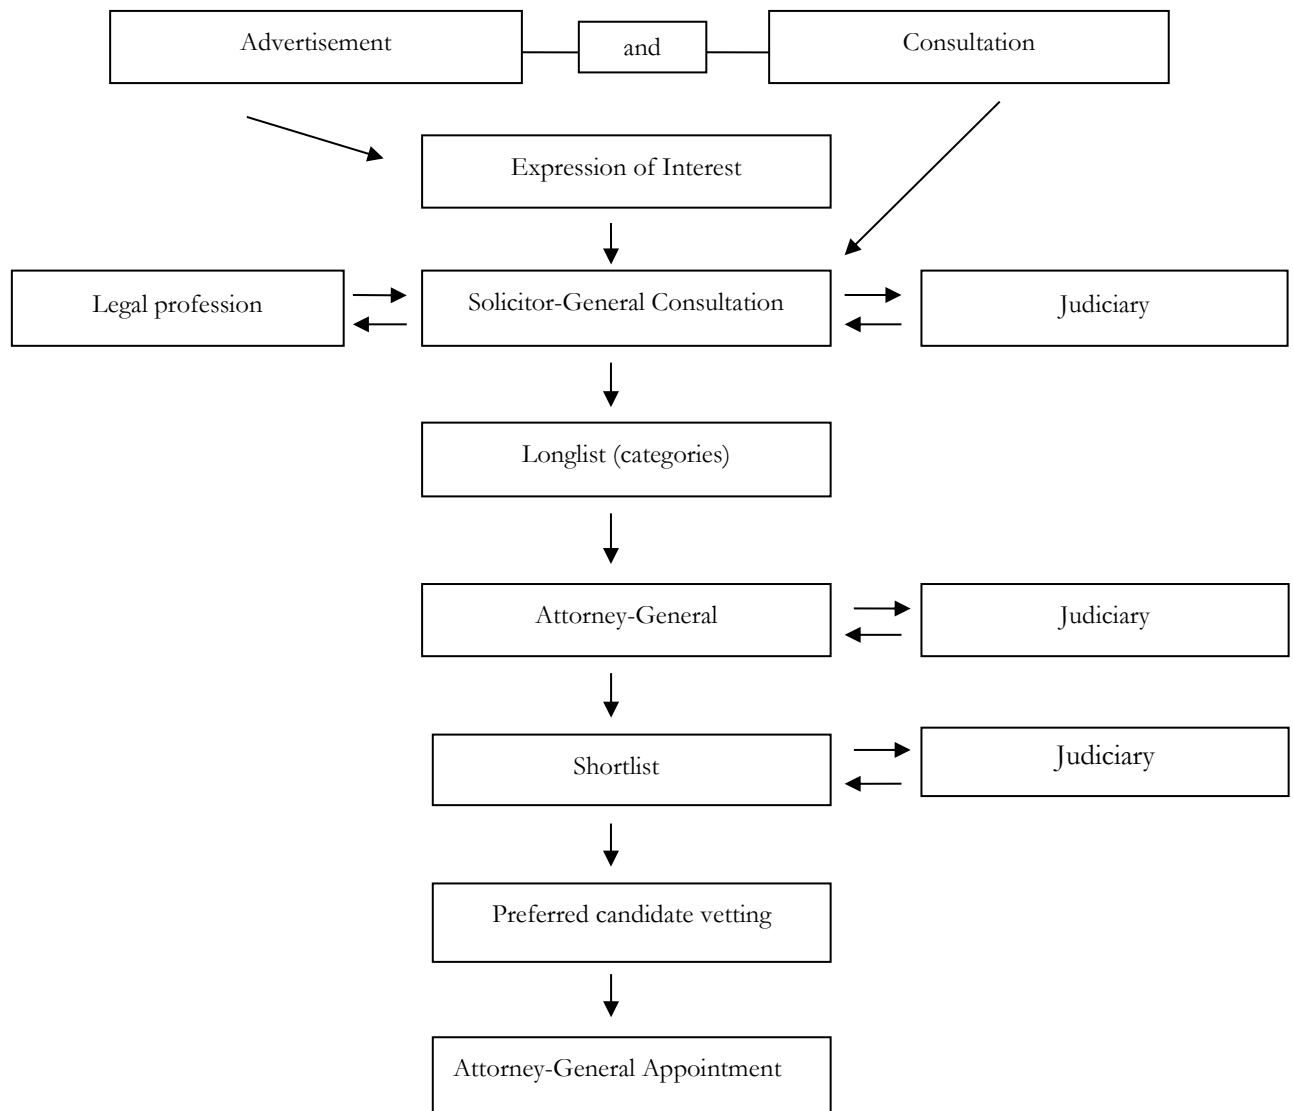 Advertisement
and
Consultation
Expression of Interest
Legal profession
Solicitor-General Consultation
Judiciary
Longlist (categories)
Attorney-General
Judiciary
Shortlist
Judiciary
Preferred candidate vetting
Attorney-General Appointment